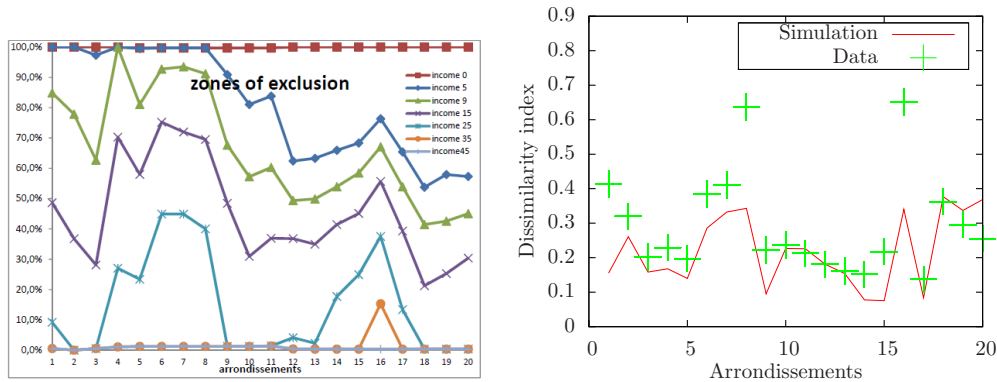 100,0%
90,0%
80,0%
70,0%
60,0%
50,0%
40,0%
30,0%
20,0%
10,0%
0,0%
zones of exclusion
income 0
income 5
income 9
income 15
income 25
income 35
income45
1 2 3 4 5 6 7 8 9 10 11 12 13 14 15 16 17 18 19 20
arrondissements
0.9
0.8
0.7
0.6
0.5
0.4
0.3
0.2
0.1
0
Dissimilarity index
Simulation
Data
0 5 10 15 20
Arrondissements